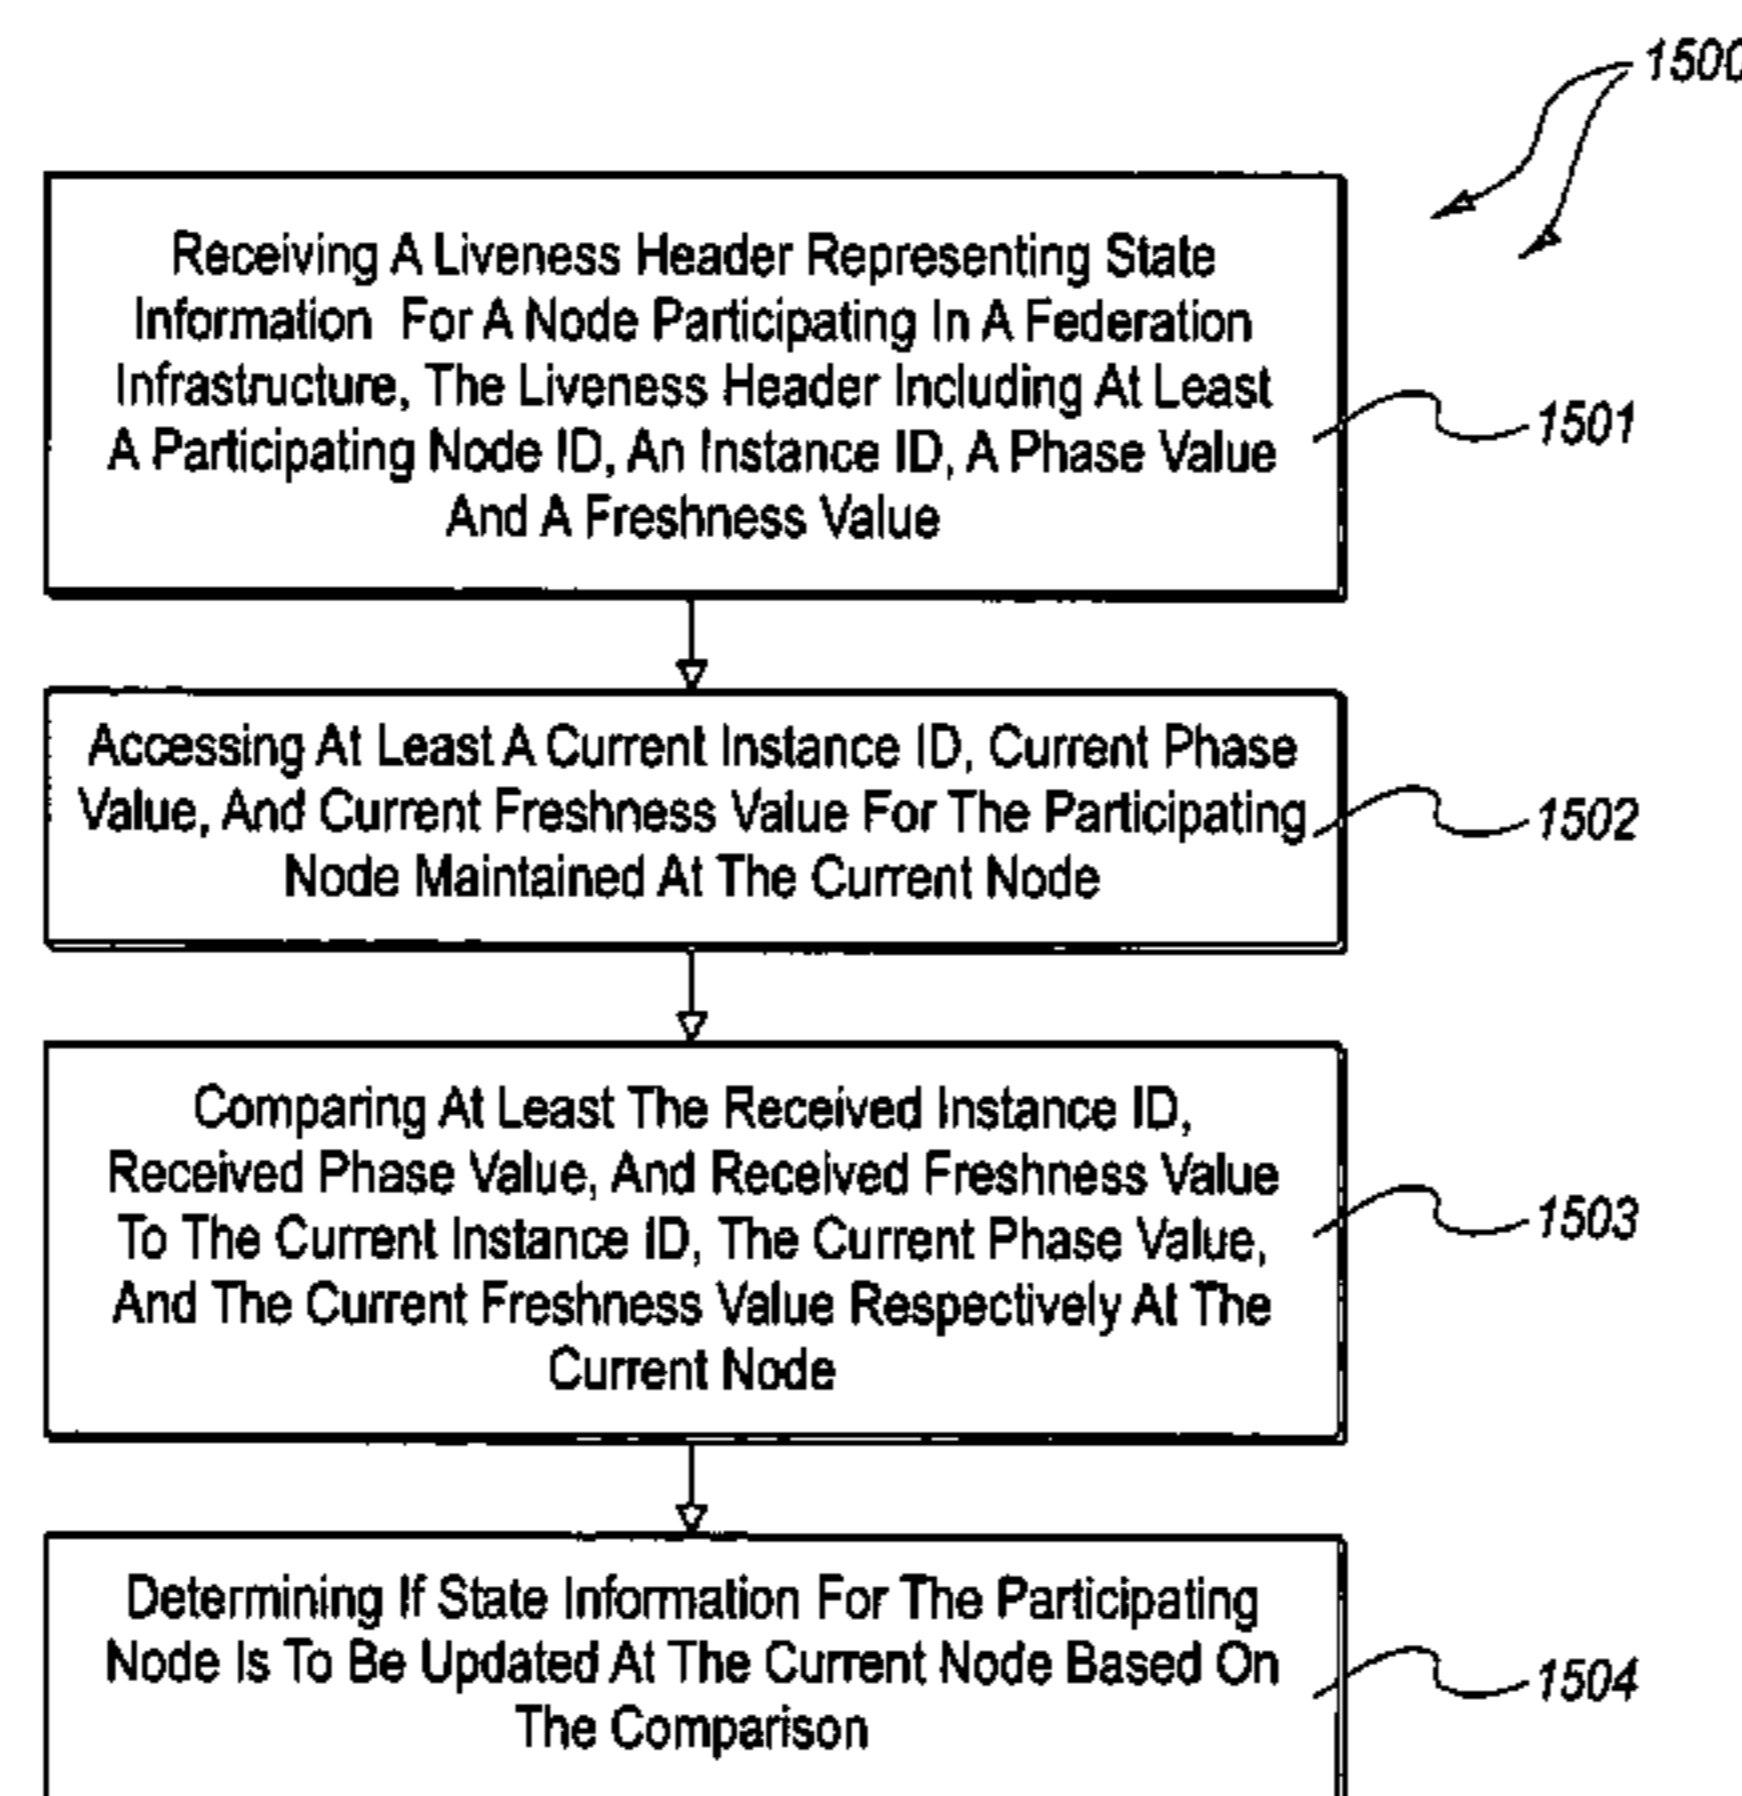 1500
Receiving A Liveness Header Representing State
Information For A Node Participating In A Federation
Infrastructure, The Liveness Header Including At Least
A Participating Node ID, An Instance ID, A Phase Value
And A Freshness Value
1501
Accessing At Least A Current Instance ID, Current Phase
Value, And Current Freshness Value For The Participating
Node Maintained At The Current Node
1502
Comparing At Least The Received Instance ID,
Received Phase Value, And Received Freshness Value
To The Current Instance ID, The Current Phase Value,
And The Current Freshness Value Respectively At The
Current Node
1503
Determining If State Information For The Participating
Node Is To Be Updated At The Current Node Based On
The Comparison
1504